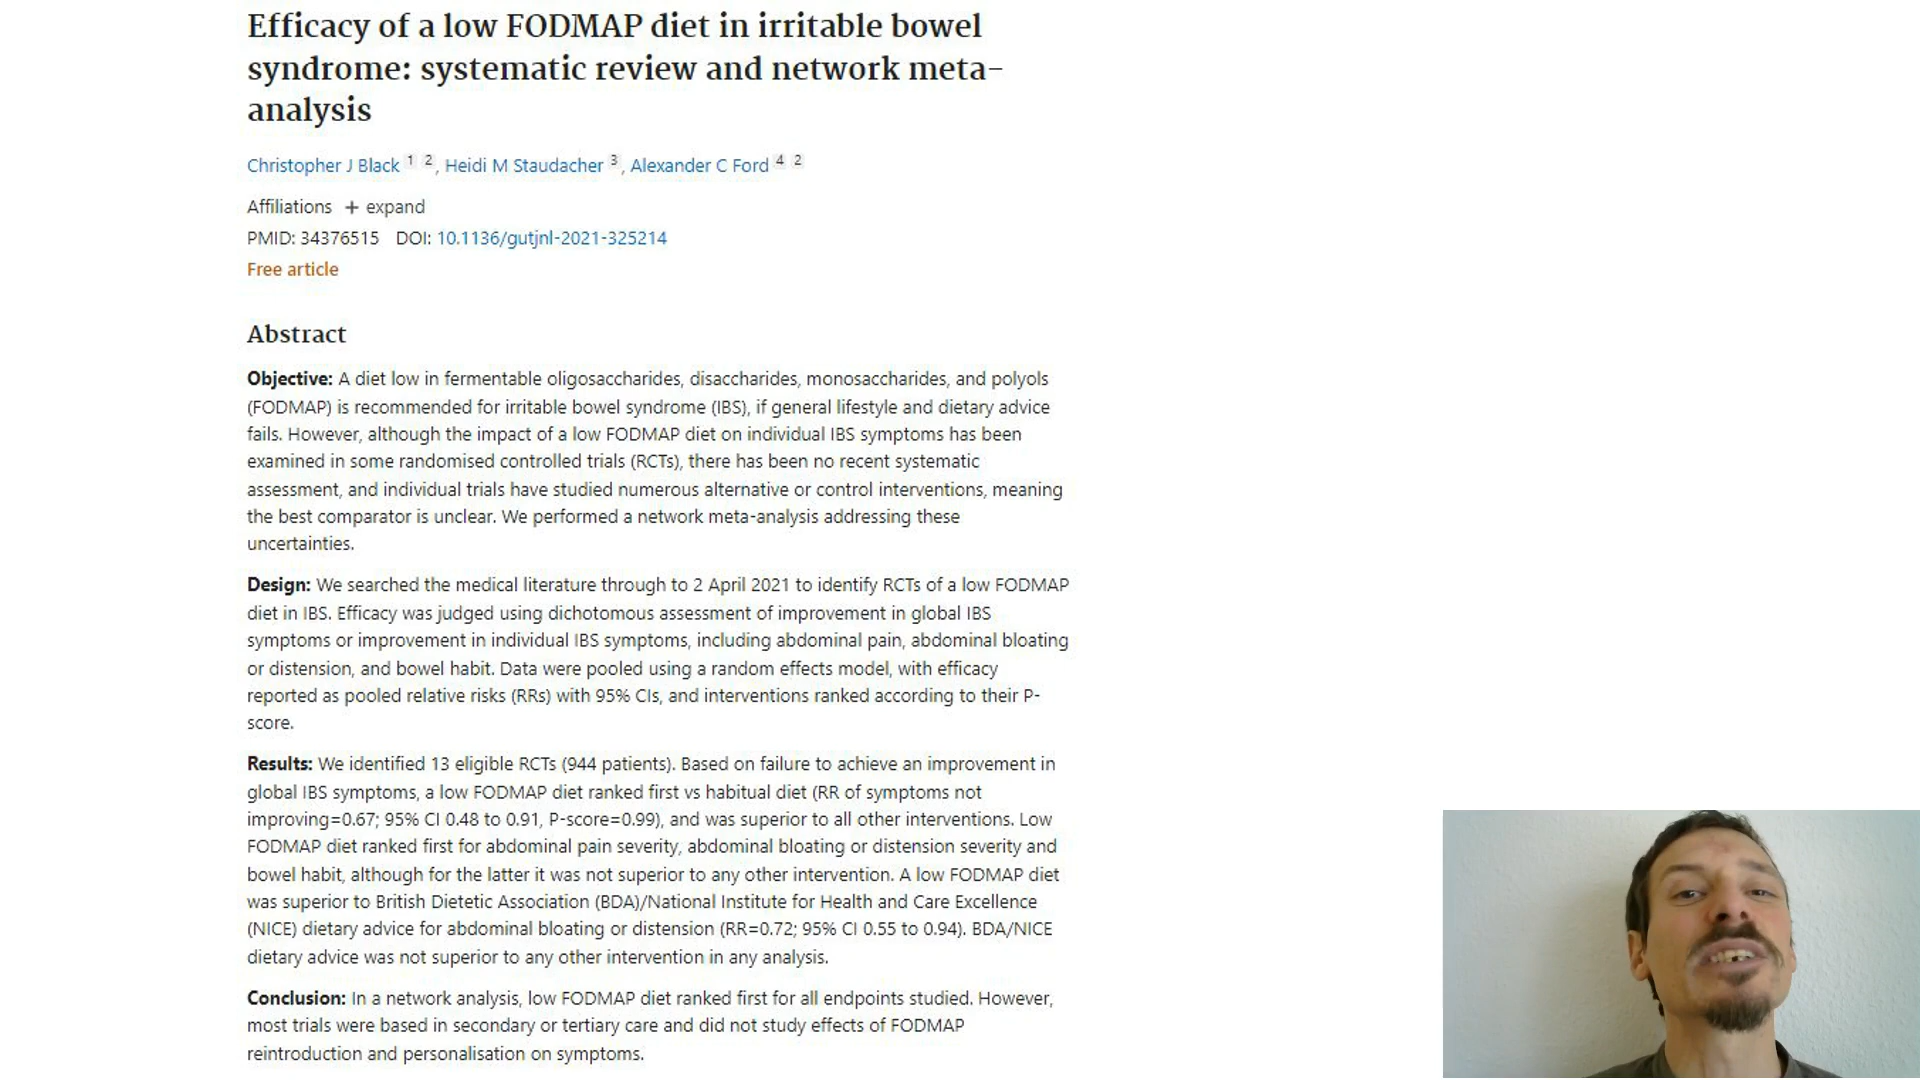 Efficacy of a low FODMAP diet in irritable bowel
syndrome: systematic review and network meta-
analysis
Christopher J Black 1 2, Heidi M Staudacher 3, Alexander C Ford 4 2
Affiliations + expand
PMID: 34376515 DOI: 10.1136/gutjnl-2021-325214
Free article
Abstract
Objective: A diet low in fermentable oligosaccharides, disaccharides, monosaccharides, and polyols
(FODMAP) is recommended for irritable bowel syndrome (IBS), if general lifestyle and dietary advice
fails. However, although the impact of a low FODMAP diet on individual IBS symptoms has been
examined in some randomised controlled trials (RCTs), there has been no recent systematic
assessment, and individual trials have studied numerous alternative or control interventions, meaning
the best comparator is unclear. We performed a network meta-analysis addressing these
uncertainties.
Design: We searched the medical literature through to 2 April 2021 to identify RCTs of a low FODMAP
diet in IBS. Efficacy was judged using dichotomous assessment of improvement in global IBS
symptoms or improvement in individual IBS symptoms, including abdominal pain, abdominal bloating
or distension, and bowel habit. Data were pooled using a random effects model, with efficacy
reported as pooled relative risks (RRs) with 95% CIs, and interventions ranked according to their P-
score.
Results: We identified 13 eligible RCTs (944 patients). Based on failure to achieve an improvement in
global IBS symptoms, a low FODMAP diet ranked first vs habitual diet (RR of symptoms not
improving=0.67; 95% CI 0.48 to 0.91, P-score=0.99), and was superior to all other interventions. Low
FODMAP diet ranked first for abdominal pain severity, abdominal bloating or distension severity and
bowel habit, although for the latter it was not superior to any other intervention. A low FODMAP diet
was superior to British Dietetic Association (BDA)/National Institute for Health and Care Excellence
(NICE) dietary advice for abdominal bloating or distension (RR=0.72; 95% CI 0.55 to 0.94). BDA/NICE
dietary advice was not superior to any other intervention in any analysis.
Conclusion: In a network analysis, low FODMAP diet ranked first for all endpoints studied. However,
most trials were based in secondary or tertiary care and did not study effects of FODMAP
reintroduction and personalisation on symptoms.